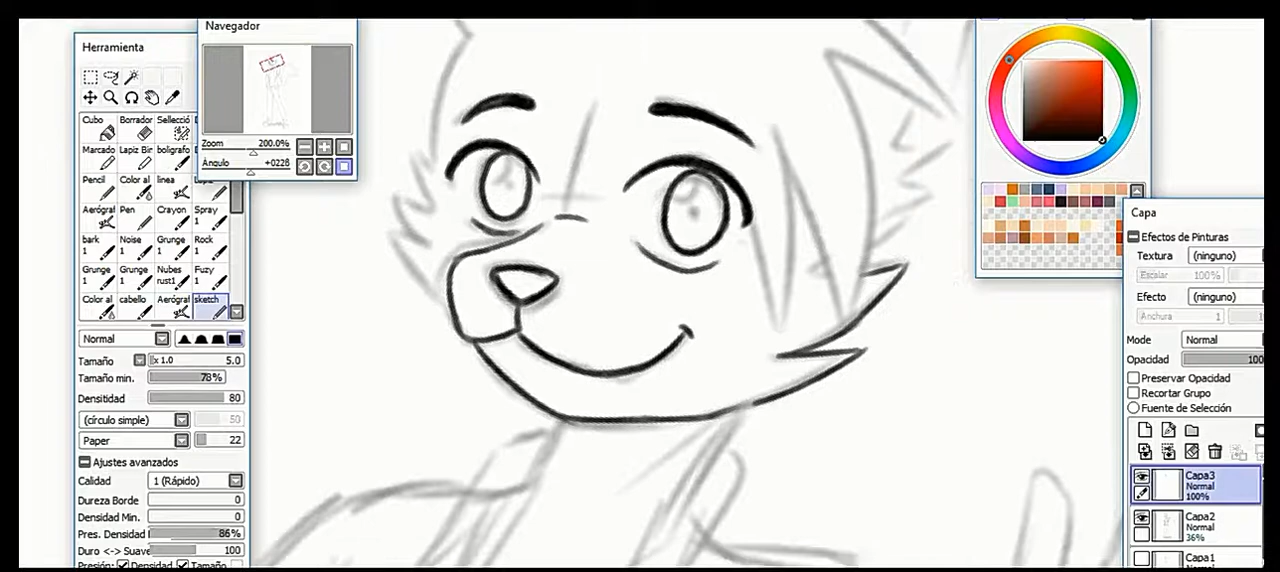 Herramienta
Navegador
Zoom 200.0%
Ángulo +0228
Cubo Borrador Selecció
Marcado Lapiz Bir boligrafo
Pencil Color al linea
Aerógraf Pen Crayon Spray
1
bark Noise Grunge Rock
1 1 1 1
Grunge Grunge Nubes Fuzy
1 1 rust1 1
Color al cabello Aerógraf sketch
Normal
Tamaño x 1.0 5.0
Tamaño min. 78%
Densitidad 80
(círculo simple) 50
Paper 22
Ajustes avanzados
Calidad 1 (Rápido)
Dureza Borde 0
Densidad Min. 0
Pres. Densidad 86%
Duro <-> Suave 100
Presión: Densidad Tamaño
Capa
Efectos de Pinturas
Textura (ninguno)
Escalar 100%
Efecto (ninguno)
Anchura 1
Mode Normal
Opacidad 100
Preservar Opacidad
Recortar Grupo
Fuente de Selección
Capa3
Normal
100%
Capa2
Normal
36%
Capa1
Normal